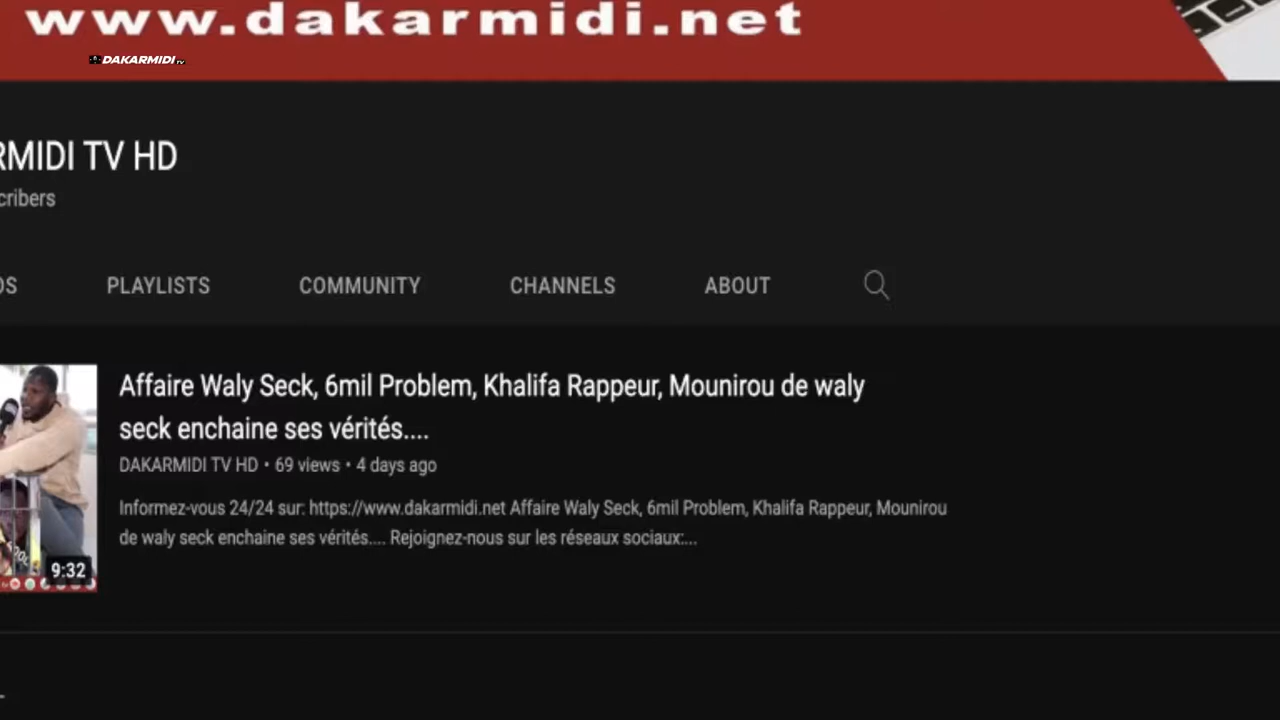 www.dakarmidi.net
DAKARMIDI TV
RMIDI TV HD
cribers
OS PLAYLISTS COMMUNITY CHANNELS ABOUT
Affaire Waly Seck, 6mil Problem, Khalifa Rappeur, Mounirou de waly
seck enchaine ses vérités....
DAKARMIDI TV HD • 69 views • 4 days ago
Informez-vous 24/24 sur: https://www.dakarmidi.net Affaire Waly Seck, 6mil Problem, Khalifa Rappeur, Mounirou
de waly seck enchaine ses vérités.... Rejoignez-nous sur les réseaux sociaux:...
9:32